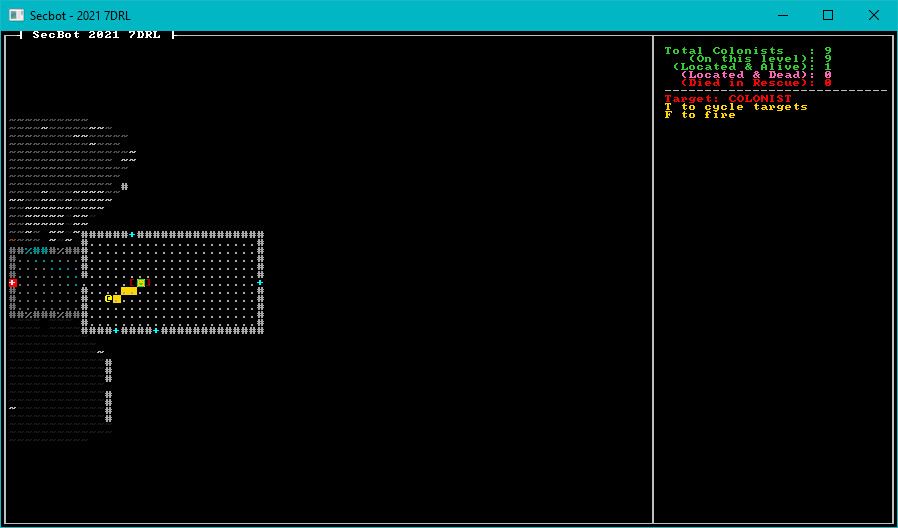 Secbot - 2021 7DRL
SecBot 2021 7DRL
Total Colonists   : 9
(On this level): 9
(Located & Alive): 1
(Located & Dead): 0
(Died in Rescue): 0
Target: COLONIST
T to cycle targets
F to fire